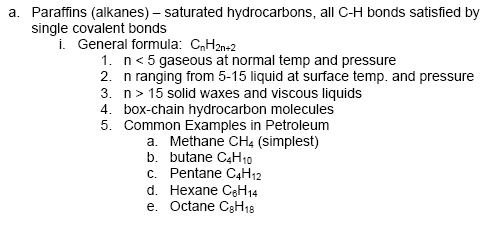 a. Paraffins (alkanes) – saturated hydrocarbons, all C-H bonds satisfied by
single covalent bonds
i. General formula: CₙH₂ₙ₊₂
1. n < 5 gaseous at normal temp and pressure
2. n ranging from 5-15 liquid at surface temp. and pressure
3. n > 15 solid waxes and viscous liquids
4. box-chain hydrocarbon molecules
5. Common Examples in Petroleum
a. Methane CH₄ (simplest)
b. butane C₄H₁₀
c. Pentane C₄H₁₂
d. Hexane C₆H₁₄
e. Octane C₈H₁₈